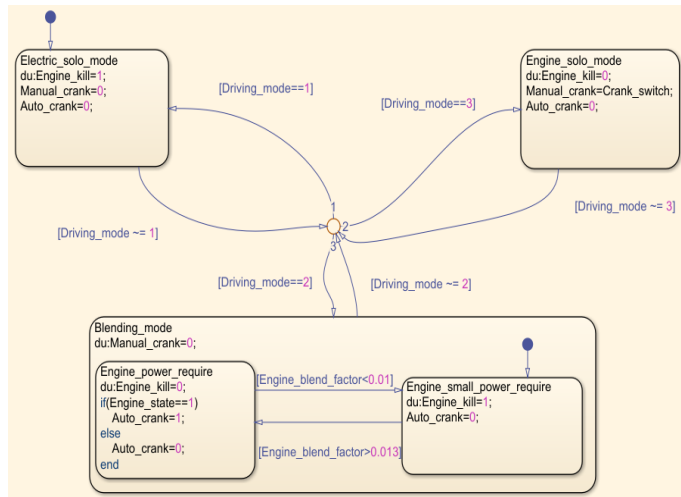 Electric_solo_mode
du:Engine_kill=1;
Manual_crank=0;
Auto_crank=0;
Engine_solo_mode
du:Engine_kill=0;
Manual_crank=Crank_switch;
Auto_crank=0;
[Driving_mode==1]
[Driving_mode==3]
1
2
3
[Driving_mode ~= 1]
[Driving_mode ~= 3]
[Driving_mode==2]
[Driving_mode ~= 2]
Blending_mode
du:Manual_crank=0;
Engine_power_require
du:Engine_kill=0;
if(Engine_state==1)
Auto_crank=1;
else
Auto_crank=0;
end
[Engine_blend_factor<0.01]
[Engine_blend_factor>0.013]
Engine_small_power_require
du:Engine_kill=1;
Auto_crank=0;